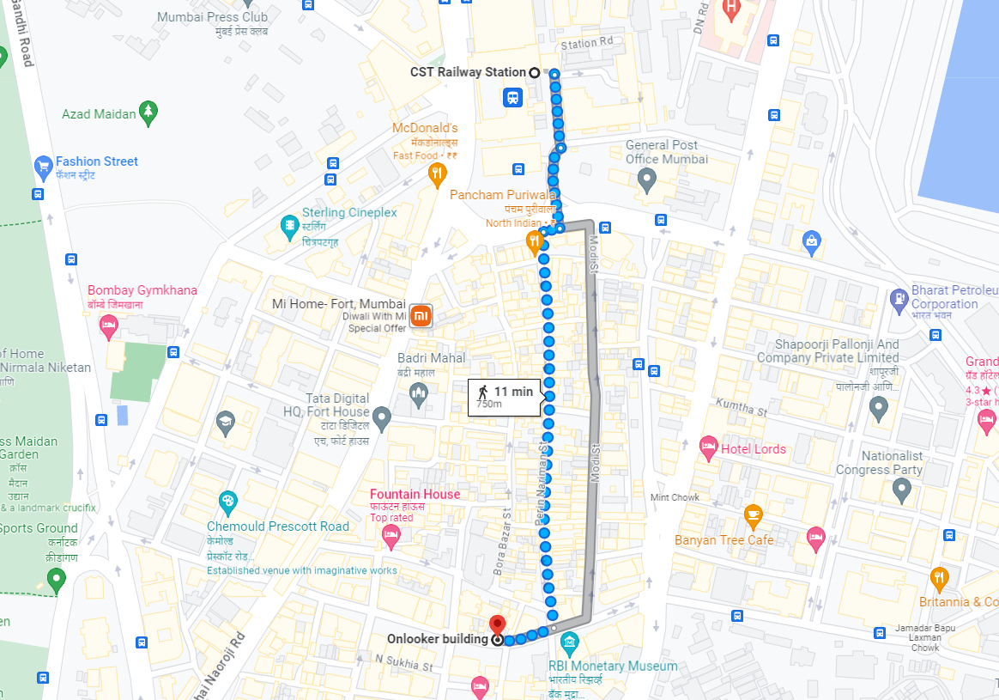 Gandhi Road
Mumbai Press Club
मुंबई प्रेस क्लब
DN Rd
H
Station Rd
CST Railway Station
Azad Maidan
McDonald's
मॅकडोनाल्ड्स
Fast Food • ₹₹
General Post
Office Mumbai
Fashion Street
फॅशन स्ट्रीट
Pancham Puriwala
पंचम पुरीवाला
North Indian • ₹
Sterling Cineplex
स्टर्लिंग
चित्रपटगृह
Modi St
Bombay Gymkhana
बॉम्बे जिमखाना
Bharat Petroleu
Corporation
भारत भवन
Mi Home- Fort, Mumbai
Diwali With Mi
Special Offer
mi
of Home
Nirmala Niketan
आणि
Badri Mahal
बद्री महाल
Shapoorji Pallonji And
Company Private Limited
शापूरजी
पालोनजी आणि...
Grand
ग्रँड हॉटेल
4.3★ (
3-star h
11 min
750m
Tata Digital
HQ, Fort House
टाटा डिजिटल
एच, फोर्ट हाउस
Kumtha St
ss Maidan
Garden
क्रॉस
मैदान
उद्यान
& a landmark crucifix
Hotel Lords
Nationalist
Congress Party
Perin Nariman St
Modi St
Mint Chowk
Fountain House
फाऊंटन हाऊस
Top rated
Bora Bazar St
Sports Ground
कर्नाटक
क्रीडांगण
Chemould Prescott Road
केमोल्ड
प्रेस्कॉट रोड...
Established venue with imaginative works
Banyan Tree Cafe
Britannia & Co
Jamadar Bapu
Laxman
Chowk
en
Onlooker building
hai Naoroji Rd
N Sukhia St
RBI Monetary Museum
भारतीय रिझर्व्ह
बँक मुद्रा...